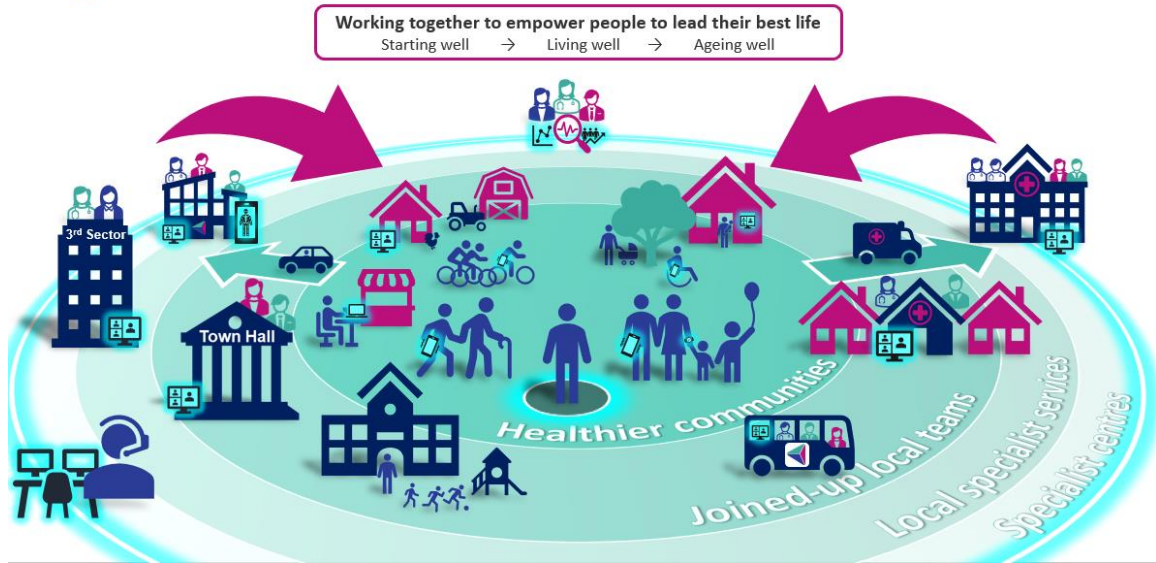 Working together to empower people to lead their best life
Starting well → Living well → Ageing well
3rd Sector
Town Hall
Healthier communities
Joined-up local teams
Local specialist services
Specialist centres